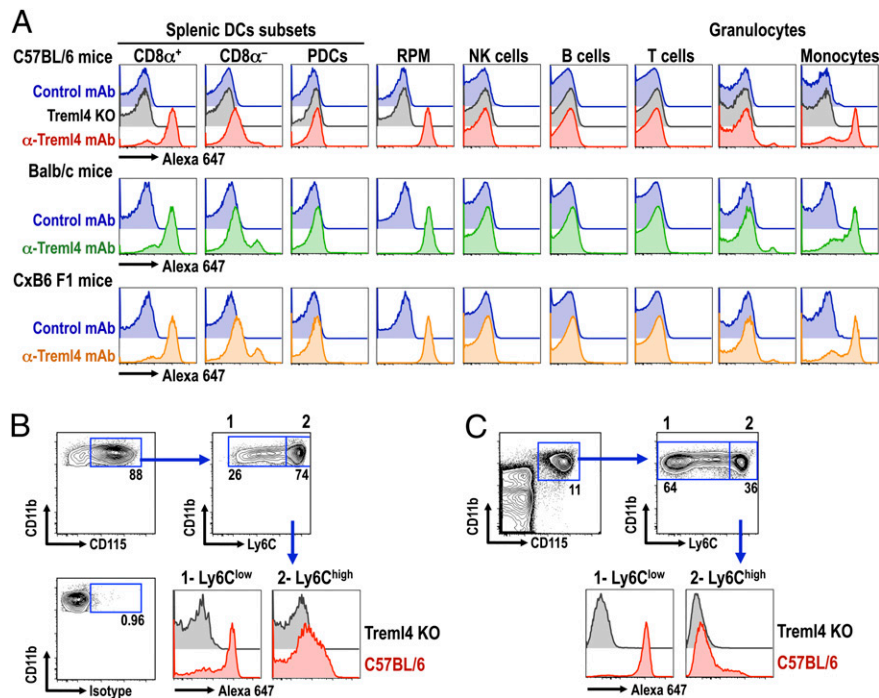 A
Splenic DCs subsets
Granulocytes
C57BL/6 mice
CD8α⁺
CD8α⁻
PDCs
RPM
NK cells
B cells
T cells
Monocytes
Control mAb
Treml4 KO
α-Treml4 mAb
Alexa 647
Balb/c mice
Control mAb
α-Treml4 mAb
Alexa 647
CxB6 F1 mice
Control mAb
α-Treml4 mAb
Alexa 647
B
1
2
CD11b
88
CD115
CD11b
26
74
Ly6C
CD11b
0.96
Isotype
1- Ly6Cˡᵒʷ
2- Ly6Cʰⁱᵍʰ
Treml4 KO
C57BL/6
Alexa 647
C
1
2
CD11b
11
CD115
CD11b
64
36
Ly6C
1- Ly6Cˡᵒʷ
2- Ly6Cʰⁱᵍʰ
Treml4 KO
C57BL/6
Alexa 647